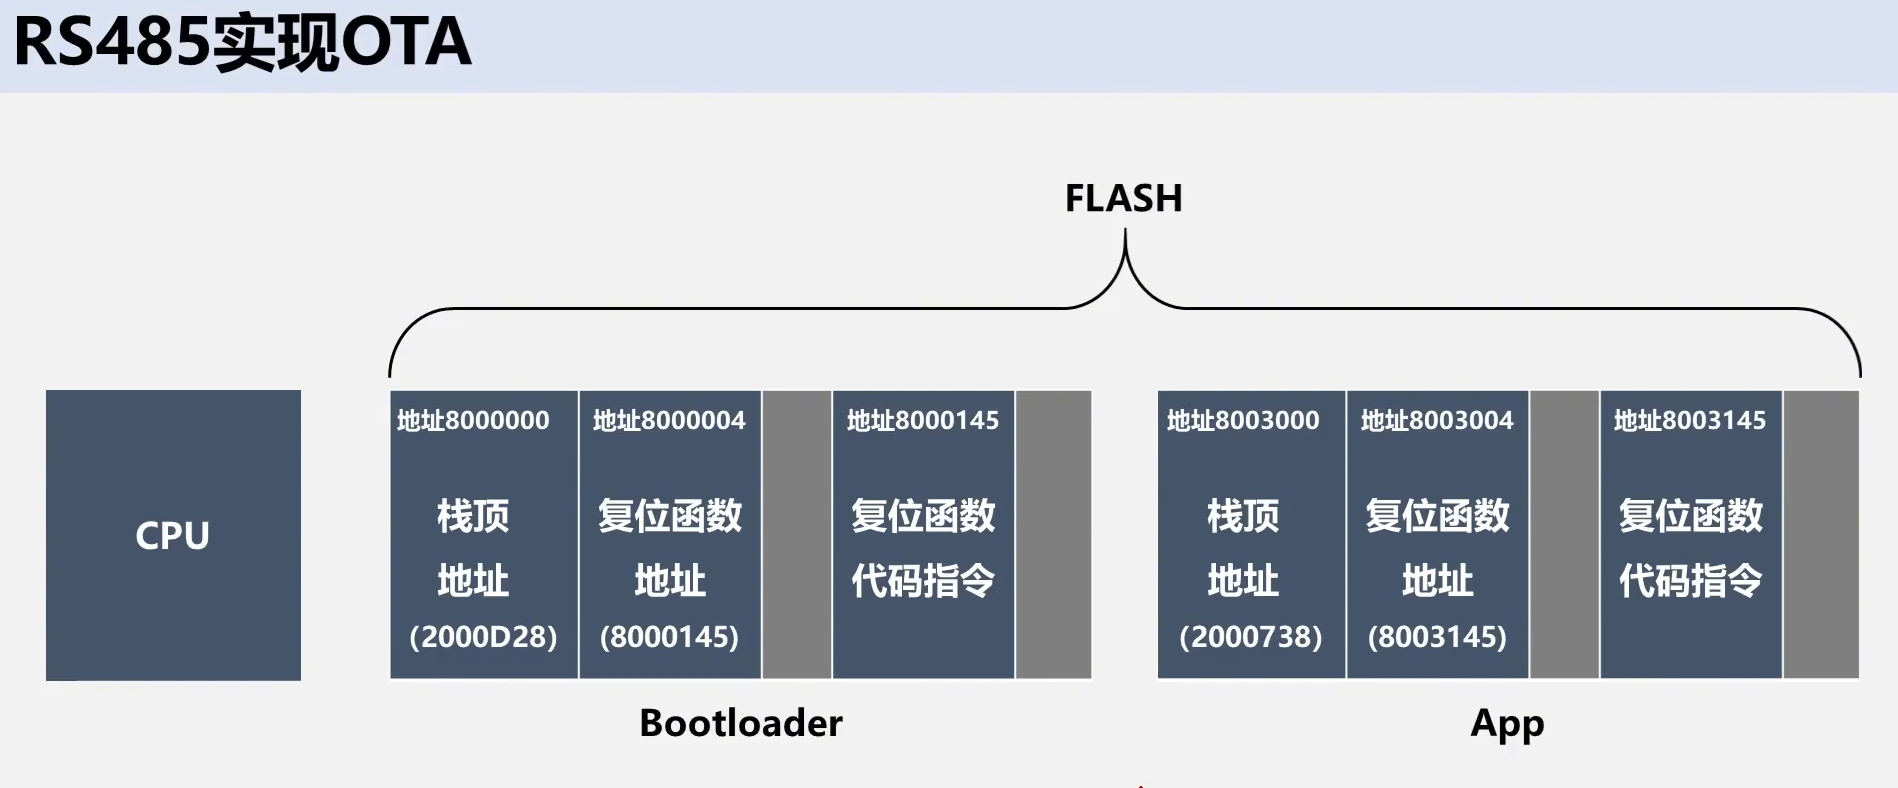 RS485实现OTA
FLASH
CPU
地址8000000
栈顶
地址
(2000D28)
地址8000004
复位函数
地址
(8000145)
地址8000145
复位函数
代码指令
Bootloader
地址8003000
栈顶
地址
(2000738)
地址8003004
复位函数
地址
(8003145)
地址8003145
复位函数
代码指令
App